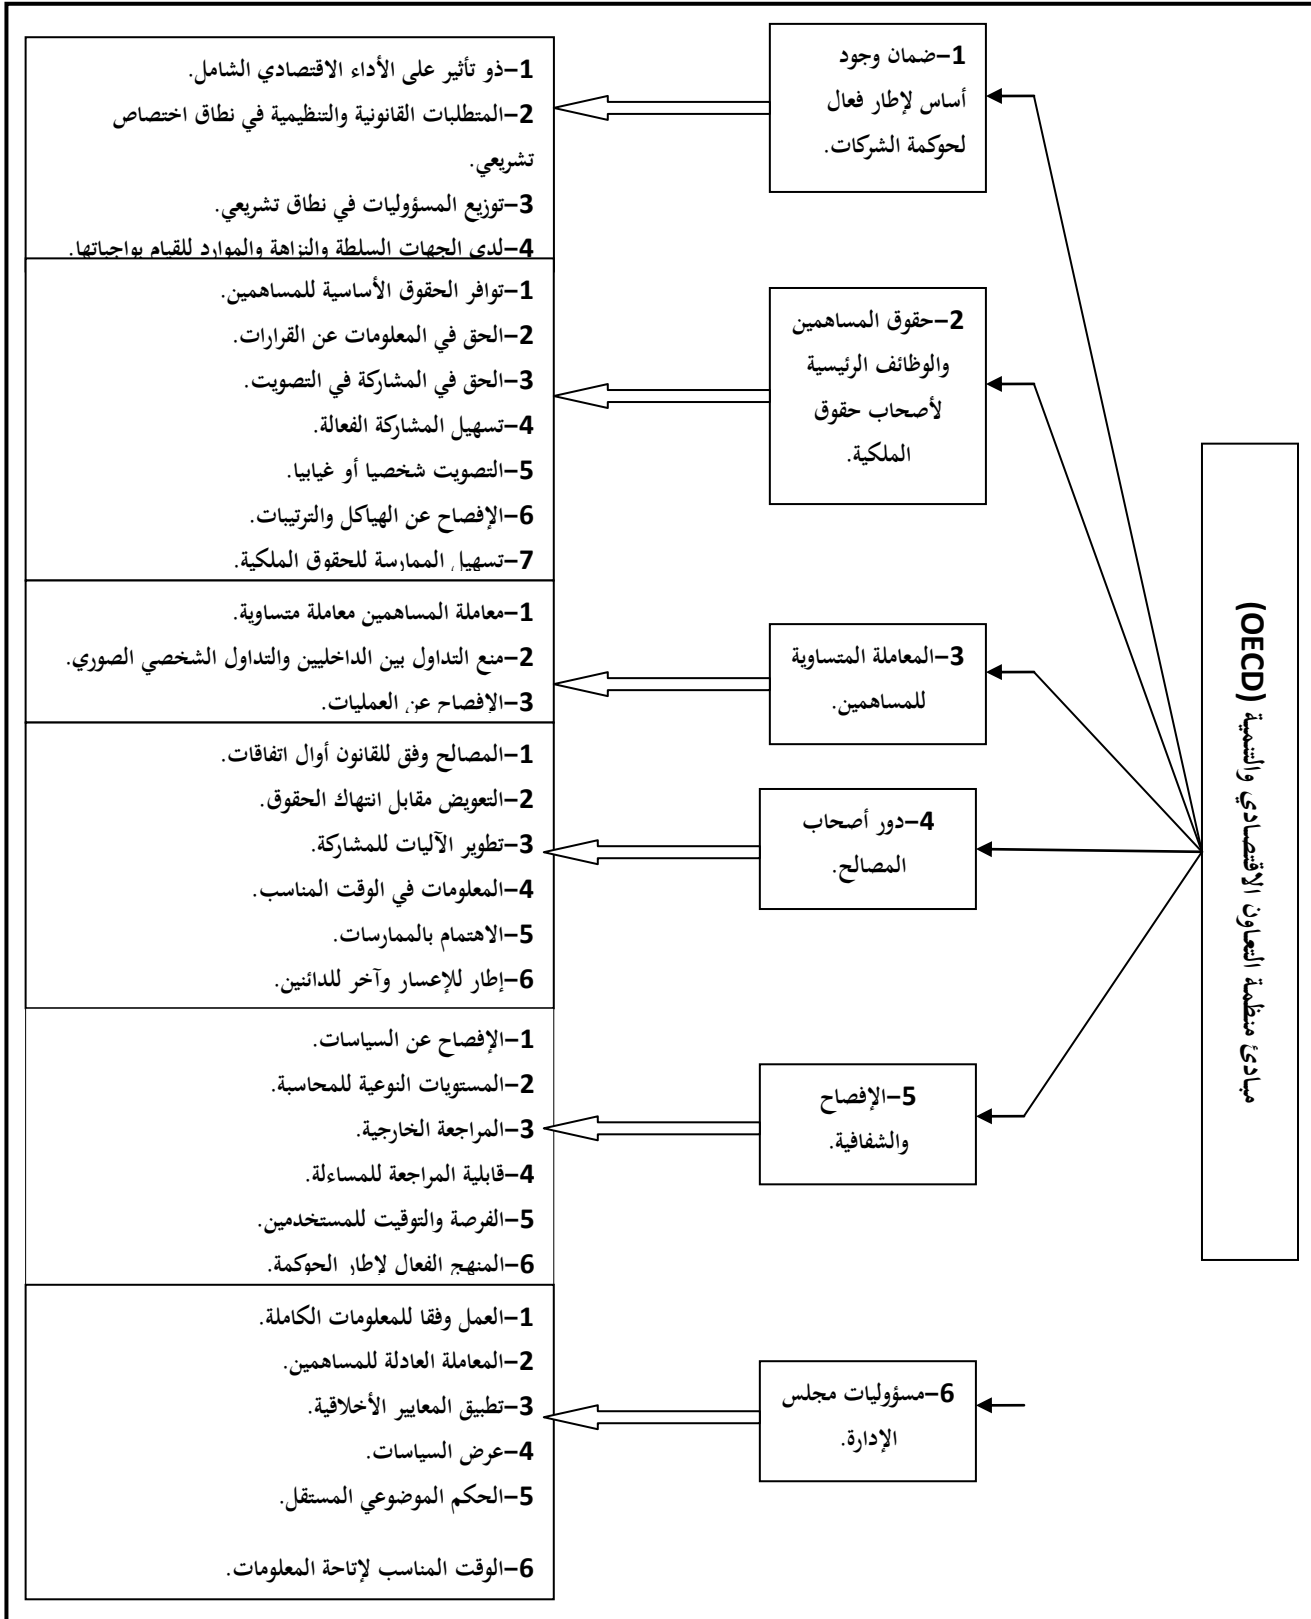 مبادئ منظمة التعاون الاقتصادي والتنمية (OECD)
1–ضمان وجود
أساس لإطار فعال
لحوكمة الشركات.
1–ذو تأثير على الأداء الاقتصادي الشامل.
2–المتطلبات القانونية والتنظيمية في نطاق اختصاص
تشريعي.
3–توزيع المسؤوليات في نطاق تشريعي.
4–لدى الجهات السلطة والنزاهة والموارد للقيام بواجباتها.
2–حقوق المساهمين
والوظائف الرئيسية
لأصحاب حقوق
الملكية.
1–توافر الحقوق الأساسية للمساهمين.
2–الحق في المعلومات عن القرارات.
3–الحق في المشاركة في التصويت.
4–تسهيل المشاركة الفعالة.
5–التصويت شخصيا أو غيابيا.
6–الإفصاح عن الهياكل والترتيبات.
7–تسهيل الممارسة للحقوق الملكية.
3–المعاملة المتساوية
للمساهمين.
1–معاملة المساهمين معاملة متساوية.
2–منع التداول بين الداخليين والتداول الشخصي الصوري.
3–الإفصاح عن العمليات.
4–دور أصحاب
المصالح.
1–المصالح وفق للقانون أوال اتفاقات.
2–التعويض مقابل انتهاك الحقوق.
3–تطوير الآليات للمشاركة.
4–المعلومات في الوقت المناسب.
5–الاهتمام بالممارسات.
6–إطار للإعسار وآخر للدائنين.
5–الإفصاح
والشفافية.
1–الإفصاح عن السياسات.
2–المستويات النوعية للمحاسبة.
3–المراجعة الخارجية.
4–قابلية المراجعة للمساءلة.
5–الفرصة والتوقيت للمستخدمين.
6–المنهج الفعال لإطار الحوكمة.
6–مسؤوليات مجلس
الإدارة.
1–العمل وفقا للمعلومات الكاملة.
2–المعاملة العادلة للمساهمين.
3–تطبيق المعايير الأخلاقية.
4–عرض السياسات.
5–الحكم الموضوعي المستقل.
6–الوقت المناسب لإتاحة المعلومات.